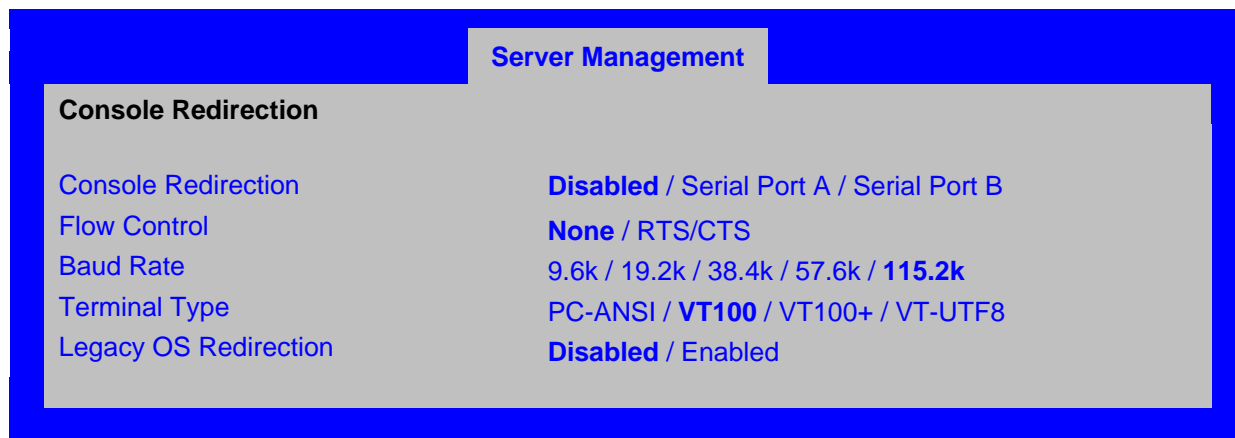 Server Management
Console Redirection
Console Redirection Disabled / Serial Port A / Serial Port B
Flow Control None / RTS/CTS
Baud Rate 9.6k / 19.2k / 38.4k / 57.6k / 115.2k
Terminal Type PC-ANSI / VT100 / VT100+ / VT-UTF8
Legacy OS Redirection Disabled / Enabled